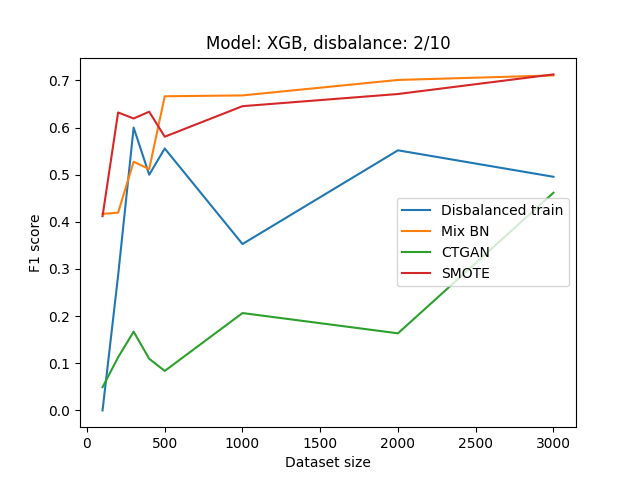 Model: XGB, disbalance: 2/10
F1 score
0.7
0.6
0.5
0.4
0.3
0.2
0.1
0.0
Disbalanced train
Mix BN
CTGAN
SMOTE
0
500
1000
1500
2000
2500
3000
Dataset size